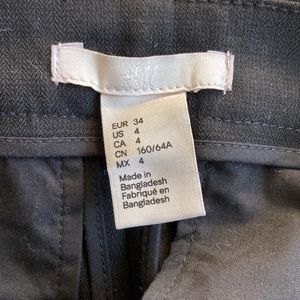 EUR 34
US 4
CA 4
CN 160/64A
MX 4
Made in
Bangladesh
Fabriqué en
Bangladesh